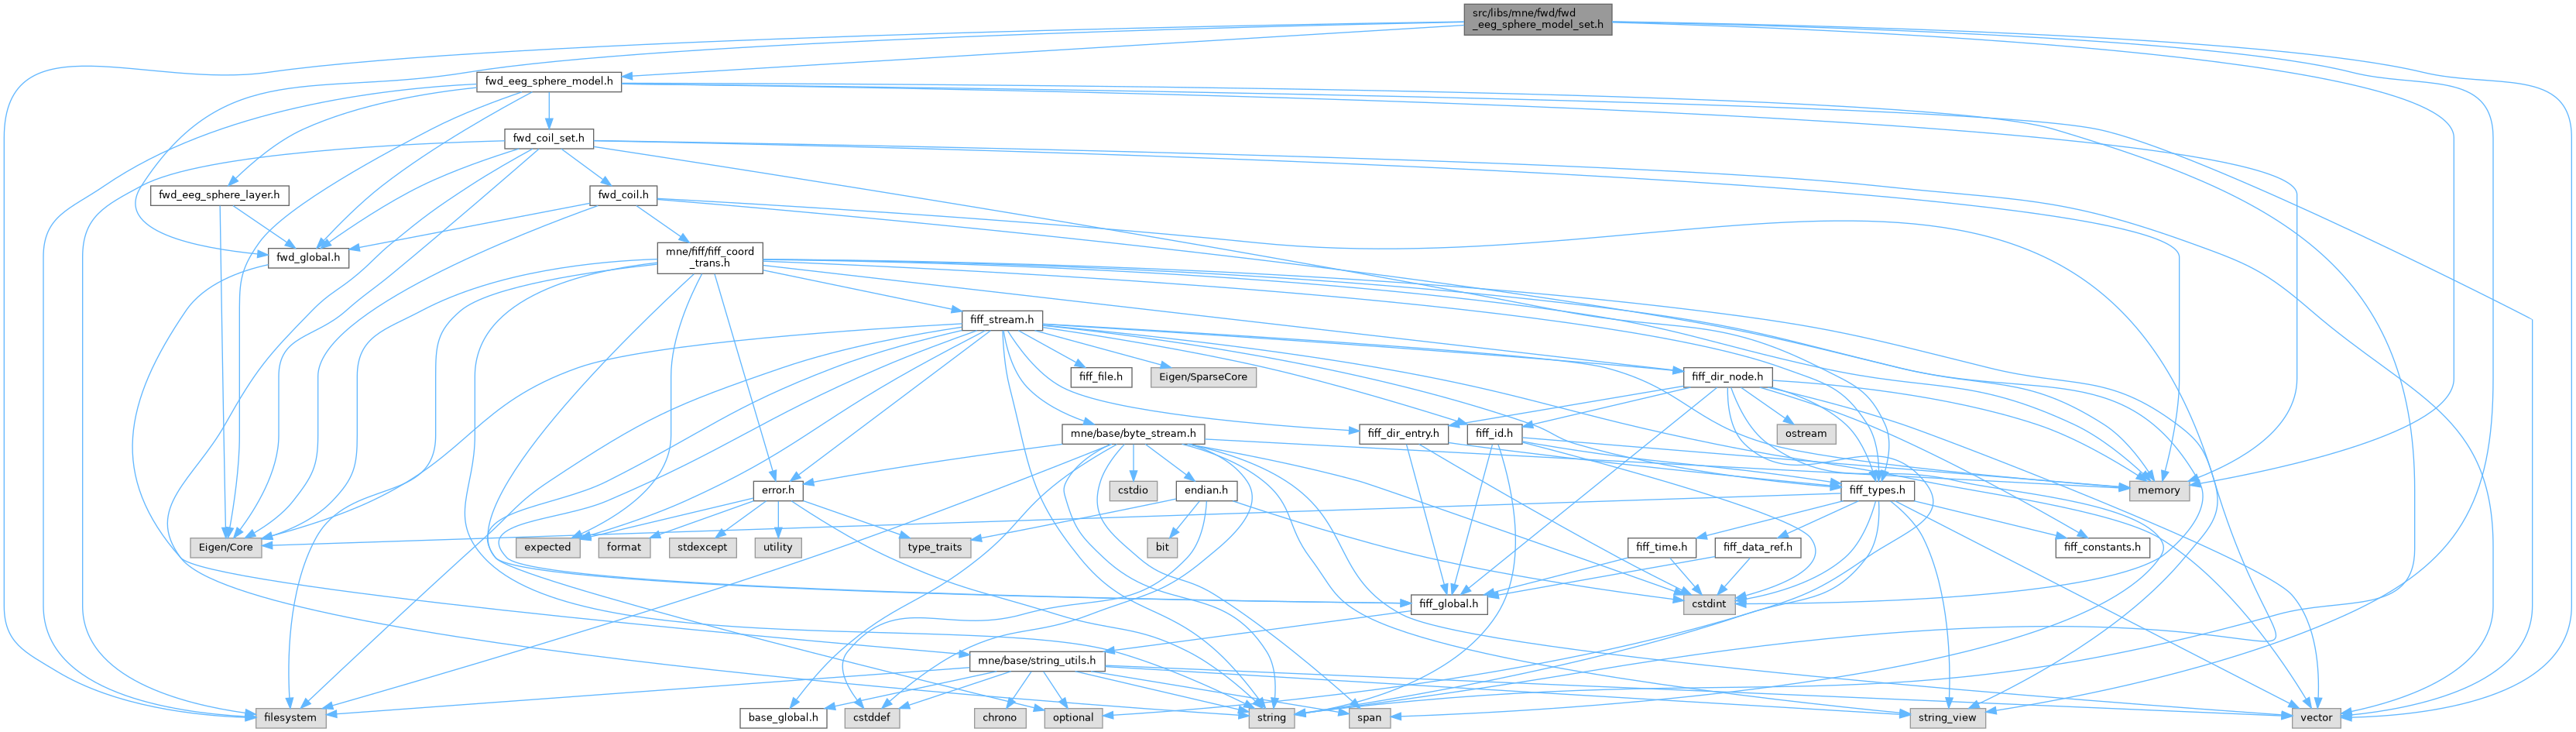 src/libs/mne/fwd/fwd
_eeg_sphere_model_set.h
fwd_eeg_sphere_model.h
fwd_coil_set.h
fwd_eeg_sphere_layer.h
fwd_coil.h
fwd_global.h
mne/fiff/fiff_coord
_trans.h
fiff_stream.h
fiff_file.h
Eigen/SparseCore
fiff_dir_node.h
mne/base/byte_stream.h
fiff_dir_entry.h
fiff_id.h
ostream
error.h
cstdio
endian.h
fiff_types.h
memory
Eigen/Core
expected
format
stdexcept
utility
type_traits
bit
fiff_time.h
fiff_data_ref.h
fiff_constants.h
fiff_global.h
cstdint
mne/base/string_utils.h
filesystem
base_global.h
cstddef
chrono
optional
string
span
string_view
vector